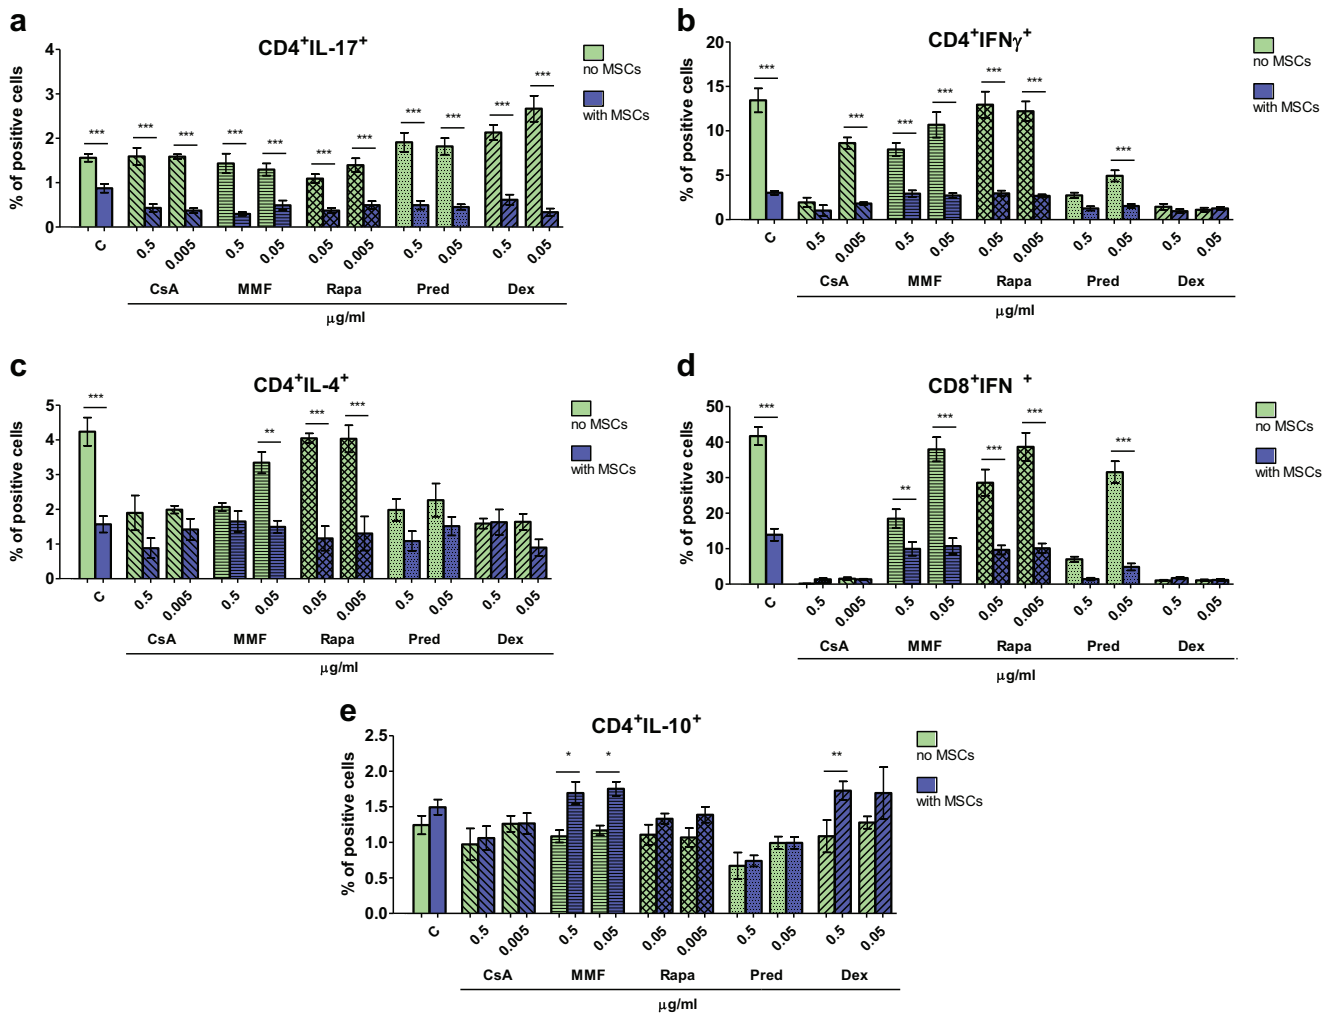 a
CD4+IL-17+
% of positive cells
4
3
2
1
0
*** *** *** *** *** *** *** *** *** *** ***
C 0.5 0.005 0.5 0.05 0.05 0.005 0.5 0.05 0.5 0.05
CsA MMF Rapa Pred Dex
μg/ml
no MSCs
with MSCs
b
CD4+IFNγ+
% of positive cells
20
15
10
5
0
*** *** *** *** *** *** ***
C 0.5 0.005 0.5 0.05 0.05 0.005 0.5 0.05 0.5 0.05
CsA MMF Rapa Pred Dex
μg/ml
no MSCs
with MSCs
c
CD4+IL-4+
% of positive cells
5
4
3
2
1
0
*** ** *** ***
C 0.5 0.005 0.5 0.05 0.05 0.005 0.5 0.05 0.5 0.05
CsA MMF Rapa Pred Dex
μg/ml
no MSCs
with MSCs
d
CD8+IFN +
% of positive cells
50
40
30
20
10
0
*** ** *** *** *** ***
C 0.5 0.005 0.5 0.05 0.05 0.005 0.5 0.05 0.5 0.05
CsA MMF Rapa Pred Dex
μg/ml
no MSCs
with MSCs
e
CD4+IL-10+
% of positive cells
2.5
2.0
1.5
1.0
0.5
0.0
* * **
C 0.5 0.005 0.5 0.05 0.05 0.005 0.5 0.05 0.5 0.05
CsA MMF Rapa Pred Dex
μg/ml
no MSCs
with MSCs